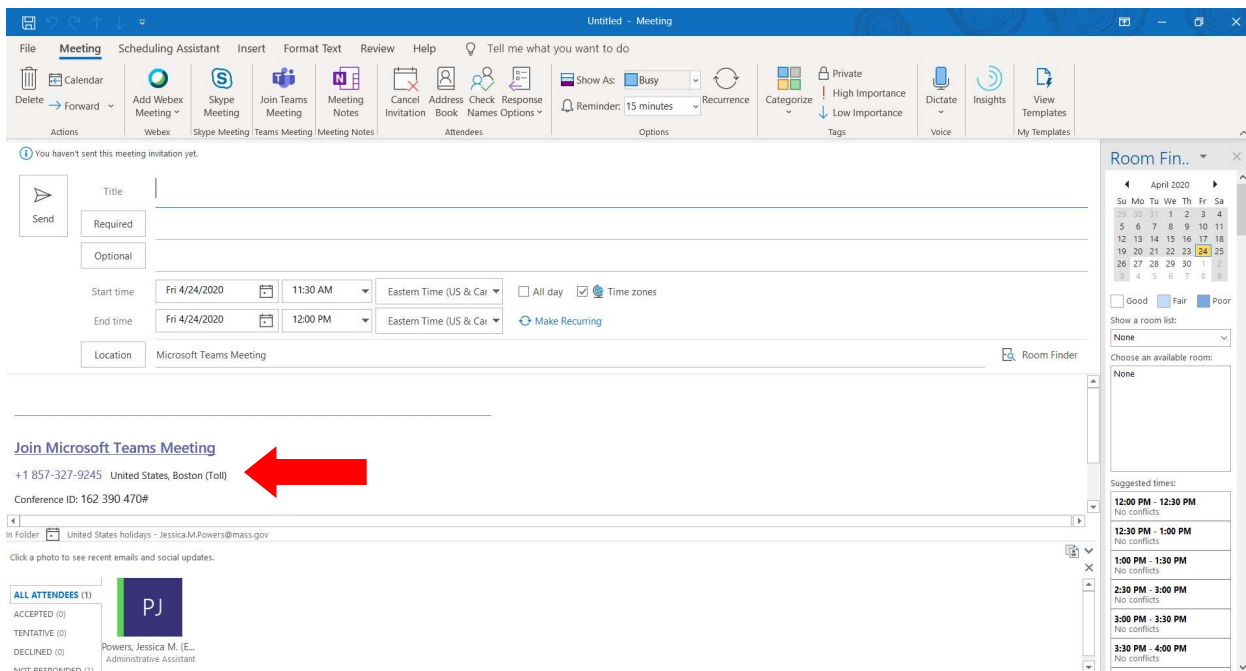 Untitled - Meeting
File Meeting Scheduling Assistant Insert Format Text Review Help Tell me what you want to do
Delete
Calendar
Forward
Actions
Add Webex Meeting
Webex
Skype Meeting
Skype Meeting
Join Teams Meeting
Teams Meeting
Meeting Notes
Meeting Notes
Cancel Invitation
Address Book
Check Names
Response Options
Attendees
Show As: Busy
Reminder: 15 minutes
Recurrence
Options
Categorize
Private
High Importance
Low Importance
Tags
Dictate
Voice
Insights
View Templates
My Templates
You haven't sent this meeting invitation yet.
Send
Title
Required
Optional
Start time Fri 4/24/2020 11:30 AM Eastern Time (US & Car All day Time zones
End time Fri 4/24/2020 12:00 PM Eastern Time (US & Car Make Recurring
Location Microsoft Teams Meeting Room Finder
Join Microsoft Teams Meeting
+1 857-327-9245 United States, Boston (Toll)
Conference ID: 162 390 470#
In Folder United States holidays - Jessica.M.Powers@mass.gov
Click a photo to see recent emails and social updates.
ALL ATTENDEES (1)
ACCEPTED (0)
TENTATIVE (0)
DECLINED (0)
NOT RESPONDED (1)
PJ
Powers, Jessica M. (E...
Administrative Assistant
Room Fin..
April 2020
Su Mo Tu We Th Fr Sa
29 30 31 1 2 3 4
5 6 7 8 9 10 11
12 13 14 15 16 17 18
19 20 21 22 23 24 25
26 27 28 29 30 1 2
3 4 5 6 7 8 9
Good Fair Poor
Show a room list:
None
Choose an available room:
None
Suggested times:
12:00 PM - 12:30 PM
No conflicts
12:30 PM - 1:00 PM
No conflicts
1:00 PM - 1:30 PM
No conflicts
2:30 PM - 3:00 PM
No conflicts
3:00 PM - 3:30 PM
No conflicts
3:30 PM - 4:00 PM
No conflicts